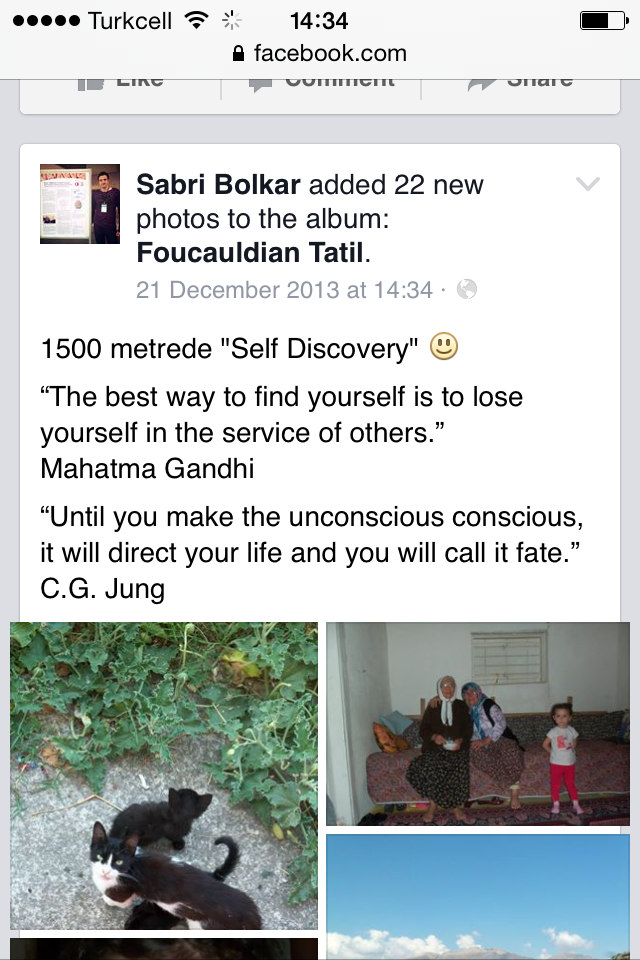 Turkcell 14:34
facebook.com
Like Comment Share
Sabri Bolkar added 22 new
photos to the album:
Foucauldian Tatil.
21 December 2013 at 14:34 ·
1500 metrede "Self Discovery"
“The best way to find yourself is to lose
yourself in the service of others.”
Mahatma Gandhi
“Until you make the unconscious conscious,
it will direct your life and you will call it fate.”
C.G. Jung